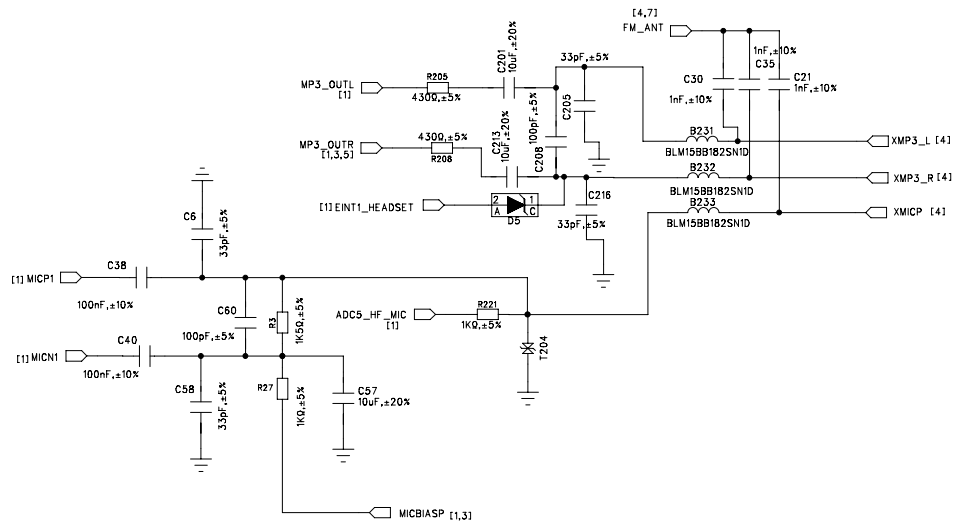 [4,7]
FM_ANT
1nF,±10%
C35
C30
1nF,±10%
C21
1nF,±10%
C201
10uF,±20%
33pF,±5%
MP3_OUTL
[1]
R205
430Ω,±5%
C205
100pF,±5%
C208
MP3_OUTR
[1,3,5]
430Ω,±5%
R208
C213
10uF,±20%
B231
BLM15BB182SN1D
XMP3_L [4]
B232
BLM15BB182SN1D
XMP3_R [4]
[1] EINT1_HEADSET
2
A
1
C
D5
C216
33pF,±5%
B233
BLM15BB182SN1D
XMICP [4]
C6
33pF,±5%
[1] MICP1
C38
100nF,±10%
C60
100pF,±5%
R3
1K5Ω,±5%
ADC5_HF_MIC
[1]
R221
1KΩ,±5%
T204
[1] MICN1
C40
100nF,±10%
C58
33pF,±5%
R27
1KΩ,±5%
C57
10uF,±20%
MICBIASP [1,3]